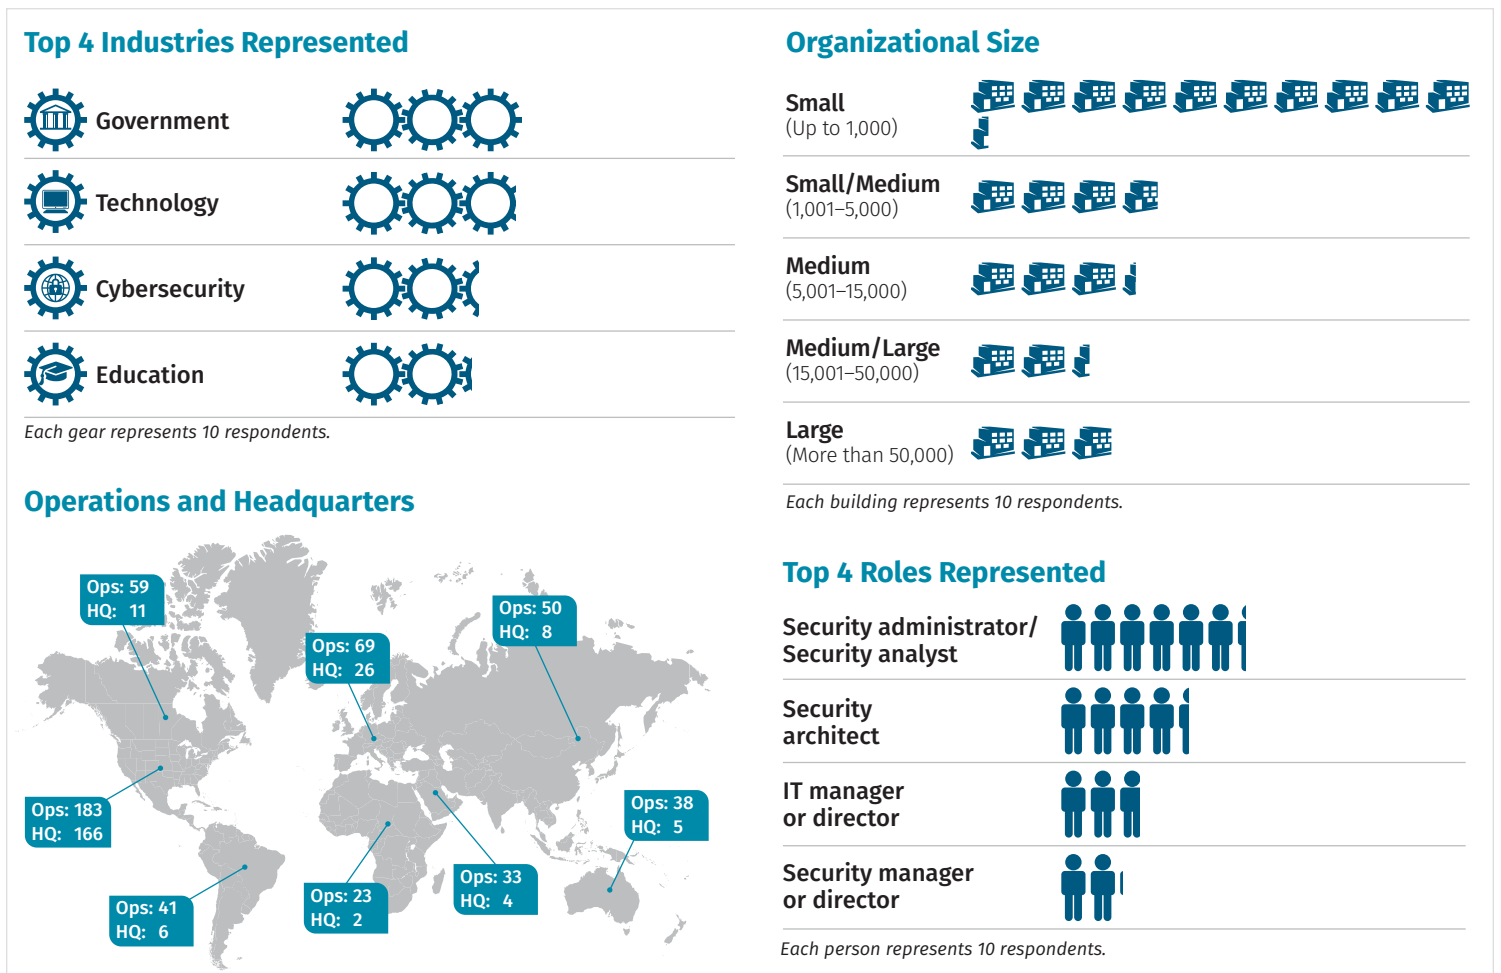 Top 4 Industries Represented
Government
Technology
Cybersecurity
Education
Each gear represents 10 respondents.
Operations and Headquarters
Ops: 59
HQ: 11
Ops: 69
HQ: 26
Ops: 50
HQ: 8
Ops: 183
HQ: 166
Ops: 38
HQ: 5
Ops: 41
HQ: 6
Ops: 23
HQ: 2
Ops: 33
HQ: 4
Organizational Size
Small
(Up to 1,000)
Small/Medium
(1,001–5,000)
Medium
(5,001–15,000)
Medium/Large
(15,001–50,000)
Large
(More than 50,000)
Each building represents 10 respondents.
Top 4 Roles Represented
Security administrator/
Security analyst
Security
architect
IT manager
or director
Security manager
or director
Each person represents 10 respondents.